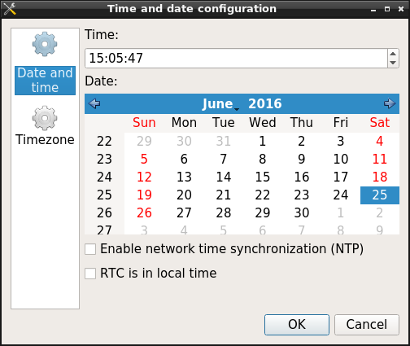 Time and date configuration
Date and
time
Timezone
Time:
15:05:47
Date:
June 2016
Sun Mon Tue Wed Thu Fri Sat
22 29 30 31 1 2 3 4
23 5 6 7 8 9 10 11
24 12 13 14 15 16 17 18
25 19 20 21 22 23 24 25
26 26 27 28 29 30 1 2
27 3 4 5 6 7 8 9
Enable network time synchronization (NTP)
RTC is in local time
OK Cancel